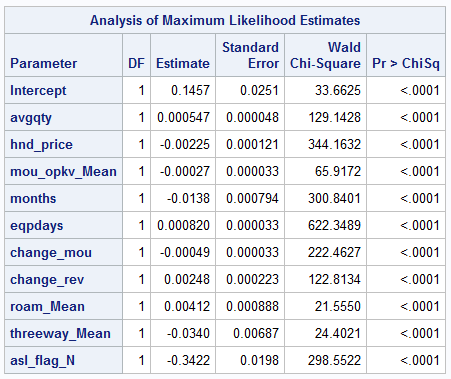 Analysis of Maximum Likelihood Estimates
Parameter DF Estimate Standard Error Wald Chi-Square Pr > ChiSq
Intercept 1 0.1457 0.0251 33.6625 <.0001
avgqty 1 0.000547 0.000048 129.1428 <.0001
hnd_price 1 -0.00225 0.000121 344.1632 <.0001
mou_opkv_Mean 1 -0.00027 0.000033 65.9172 <.0001
months 1 -0.0138 0.000794 300.8401 <.0001
eqpdays 1 0.000820 0.000033 622.3489 <.0001
change_mou 1 -0.00049 0.000033 222.4627 <.0001
change_rev 1 0.00248 0.000223 122.8134 <.0001
roam_Mean 1 0.00412 0.000888 21.5550 <.0001
threeway_Mean 1 -0.0340 0.00687 24.4021 <.0001
asl_flag_N 1 -0.3422 0.0198 298.5522 <.0001